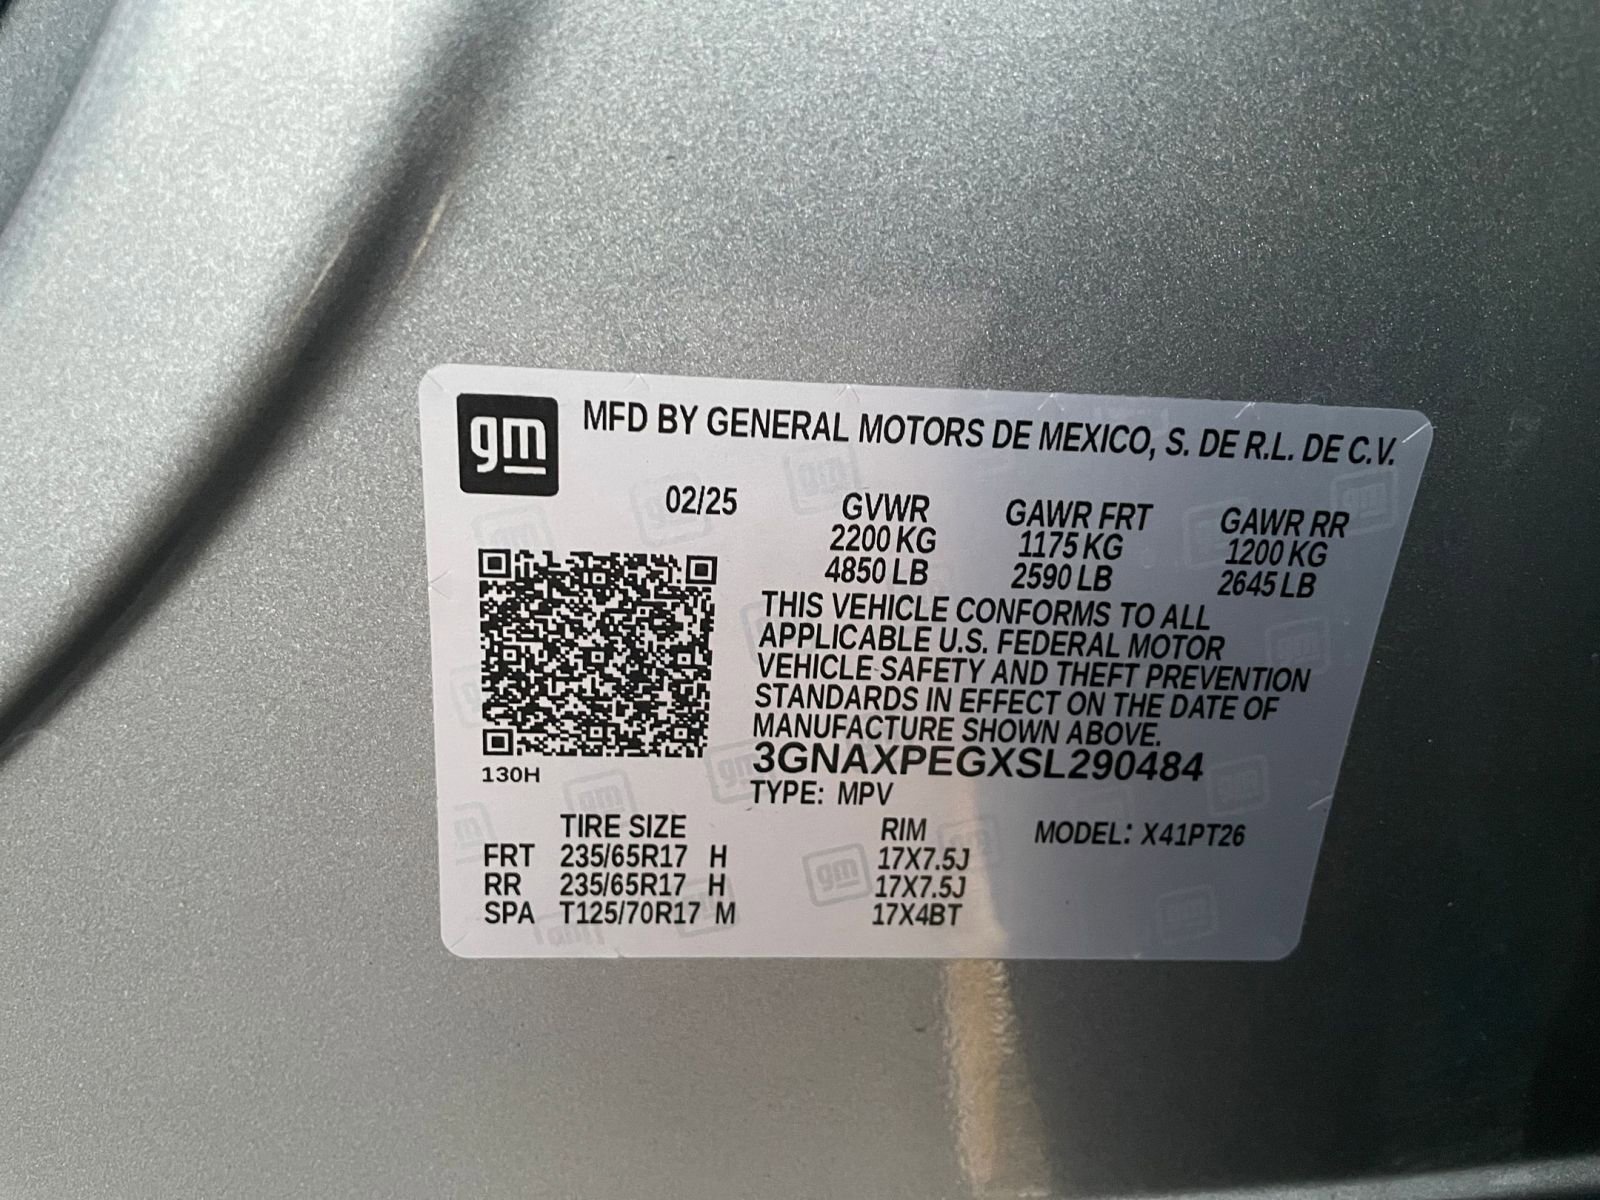 gm
MFD BY GENERAL MOTORS DE MEXICO, S. DE R.L. DE C.V.
02/25
GVWR GAWR FRT GAWR RR
2200 KG 1175 KG 1200 KG
4850 LB 2590 LB 2645 LB
THIS VEHICLE CONFORMS TO ALL
APPLICABLE U.S. FEDERAL MOTOR
VEHICLE SAFETY AND THEFT PREVENTION
STANDARDS IN EFFECT ON THE DATE OF
MANUFACTURE SHOWN ABOVE.
3GNAXPEGXSL290484
130H
TYPE: MPV
TIRE SIZE RIM MODEL: X41PT26
FRT 235/65R17 H 17X7.5J
RR 235/65R17 H 17X7.5J
SPA T125/70R17 M 17X4BT